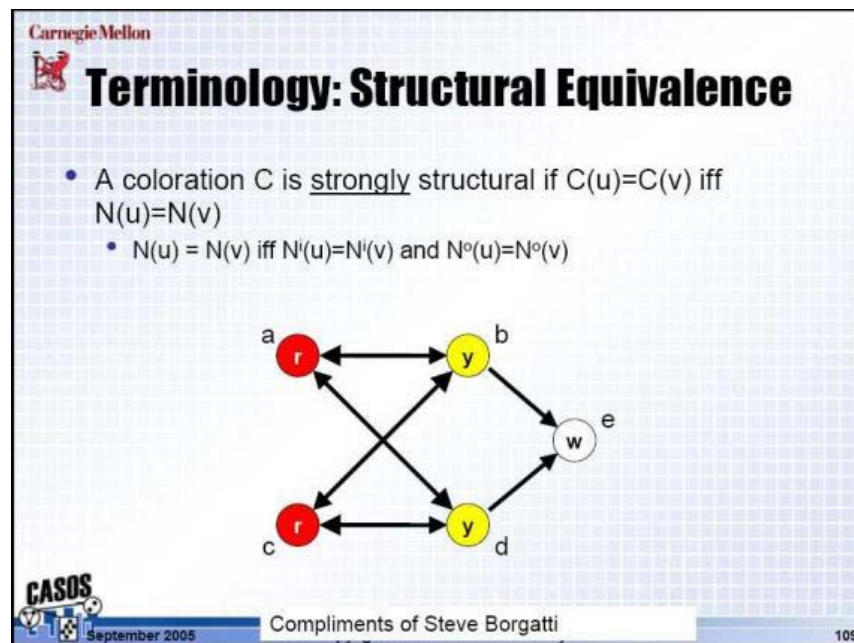 Carnegie Mellon
Terminology: Structural Equivalence
• A coloration C is strongly structural if C(u)=C(v) iff
N(u)=N(v)
• N(u) = N(v) iff Nⁱ(u)=Nⁱ(v) and Nᵒ(u)=Nᵒ(v)
a
b
r
y
e
w
r
y
c
d
CASOS
September 2005
Compliments of Steve Borgatti